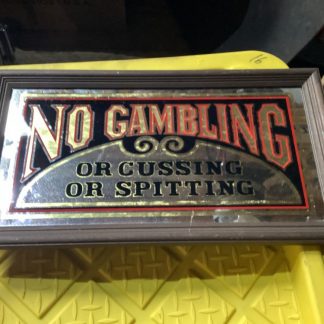 NO GAMBLING
OR CUSSING
OR SPITTING